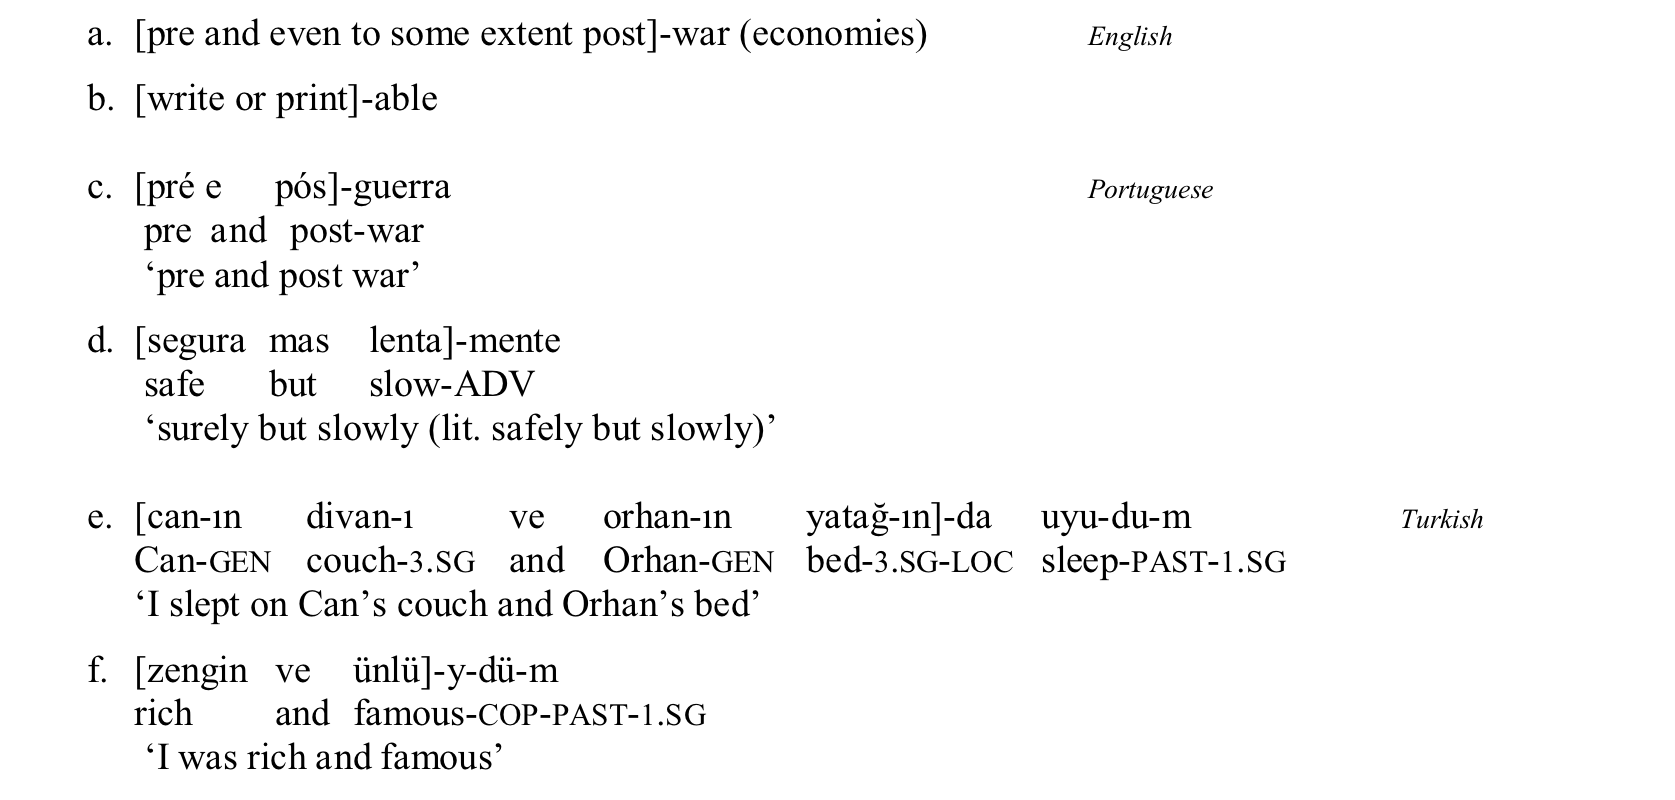 a. [pre and even to some extent post]-war (economies) English
b. [write or print]-able
c. [pré e pós]-guerra Portuguese
pre and post-war
‘pre and post war’
d. [segura mas lenta]-mente
safe but slow-ADV
‘surely but slowly (lit. safely but slowly)’
e. [can-ın divan-ı ve orhan-ın yatağ-ın]-da uyu-du-m Turkish
Can-GEN couch-3.SG and Orhan-GEN bed-3.SG-LOC sleep-PAST-1.SG
‘I slept on Can’s couch and Orhan’s bed’
f. [zengin ve ünlü]-y-dü-m
rich and famous-COP-PAST-1.SG
‘I was rich and famous’